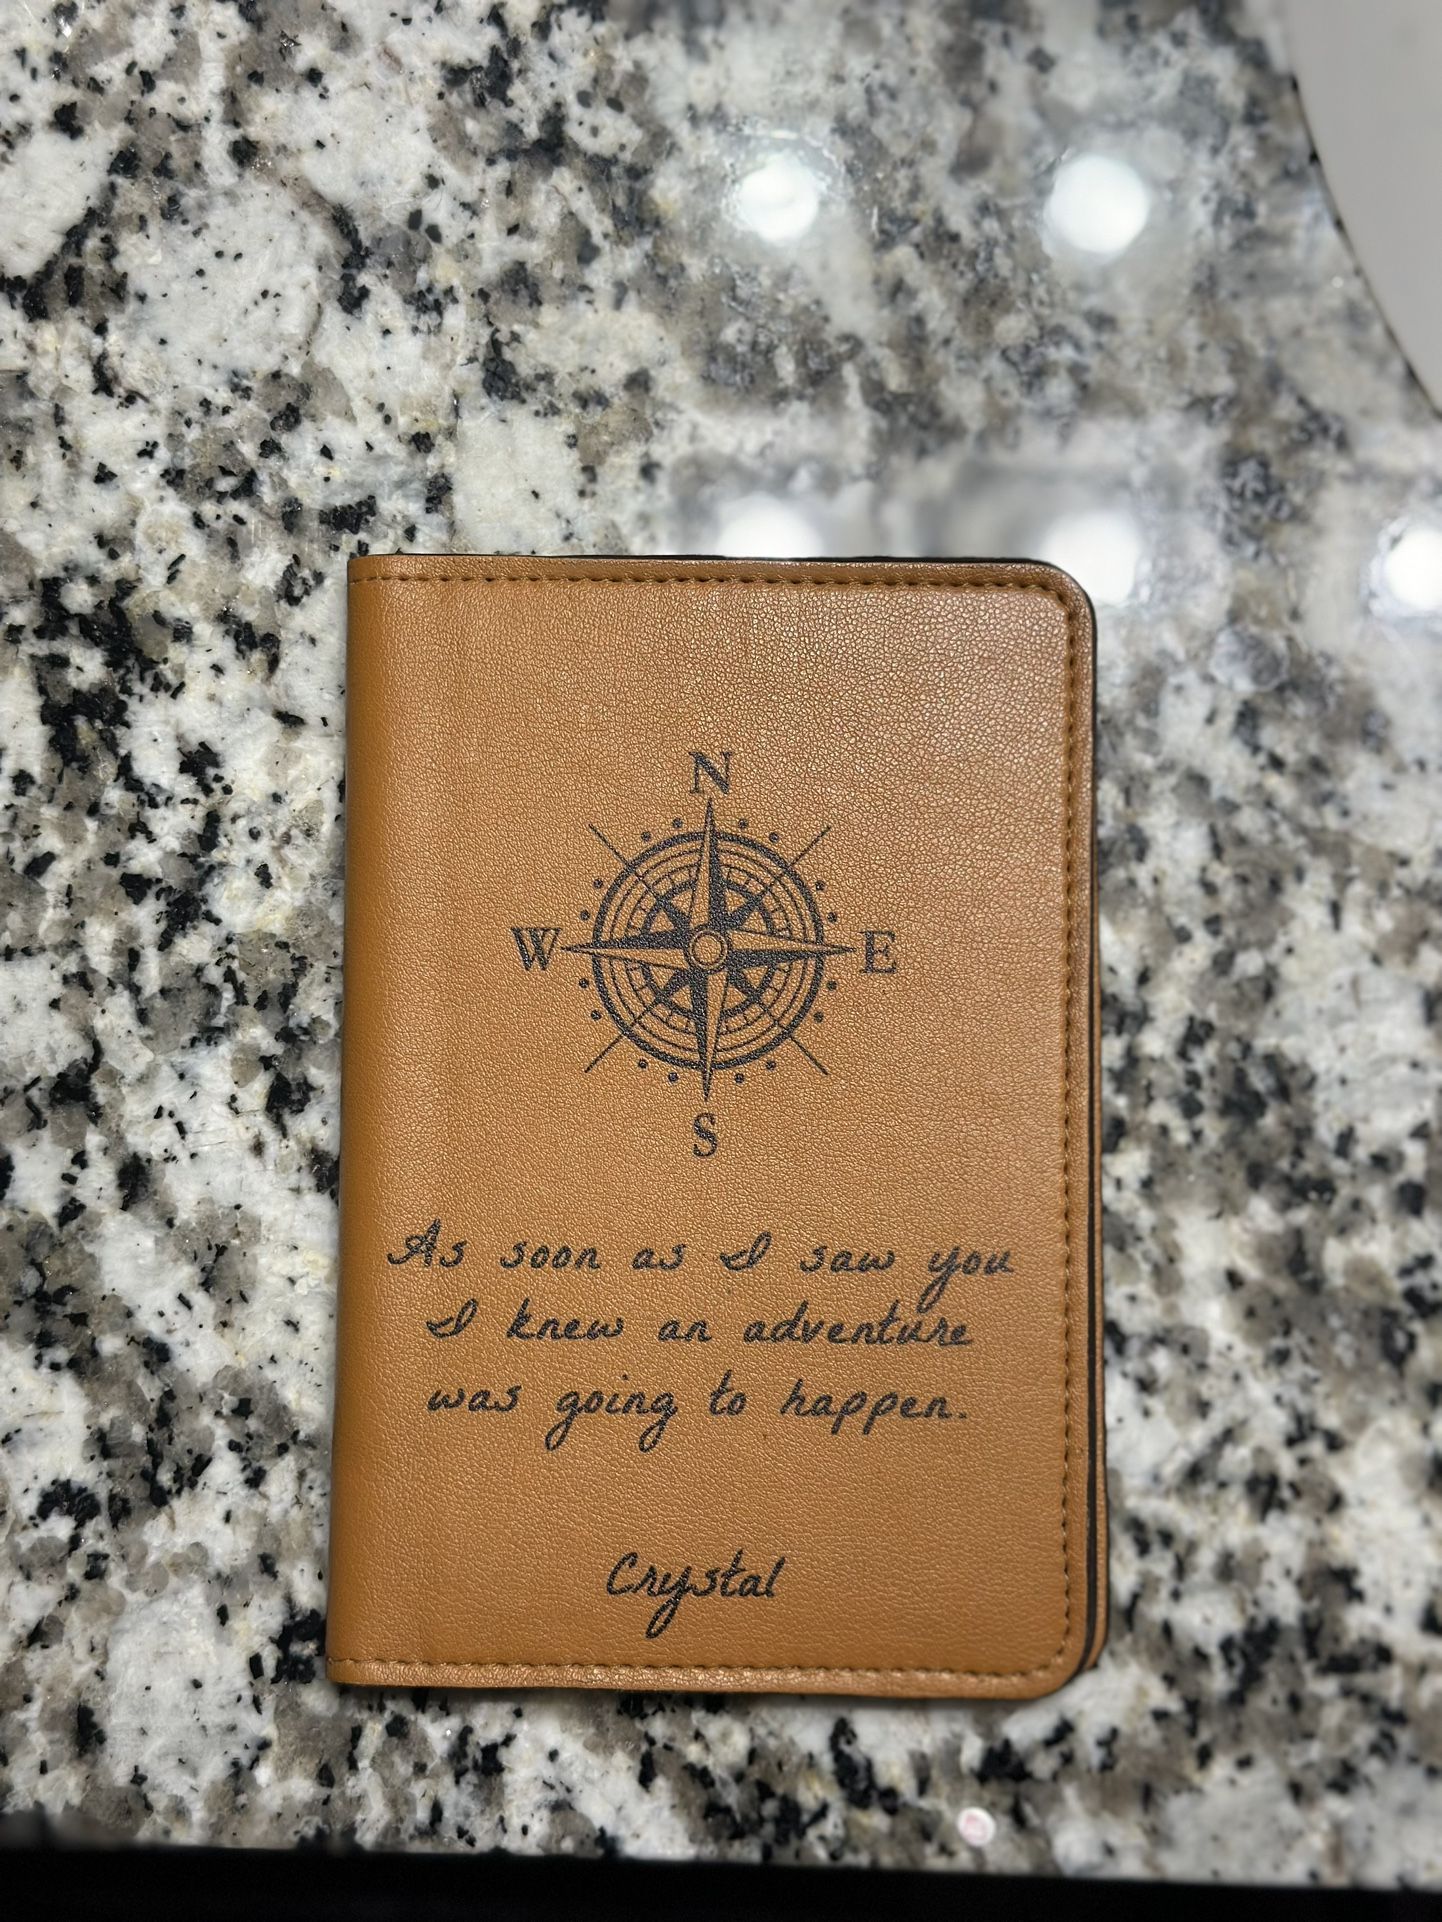 N
W E
S
As soon as I saw you
I knew an adventure
was going to happen.
Crystal